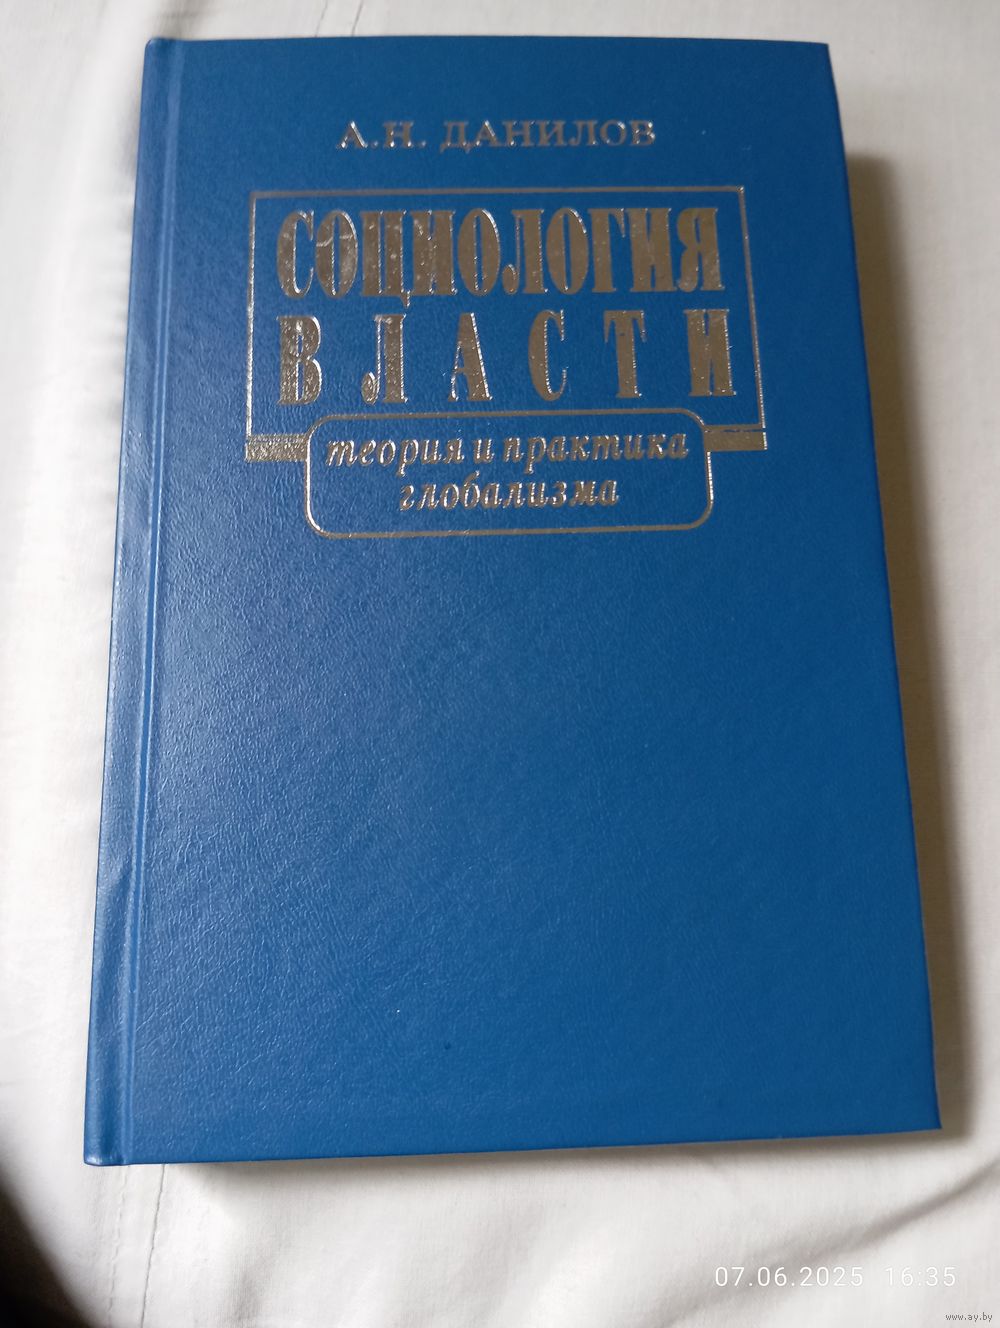 А.Н. ДАНИЛОВ
СОЦИОЛОГИЯ
ВЛАСТИ
теория и практика
глобализма
07.06.2025 16:35
www.ay.by